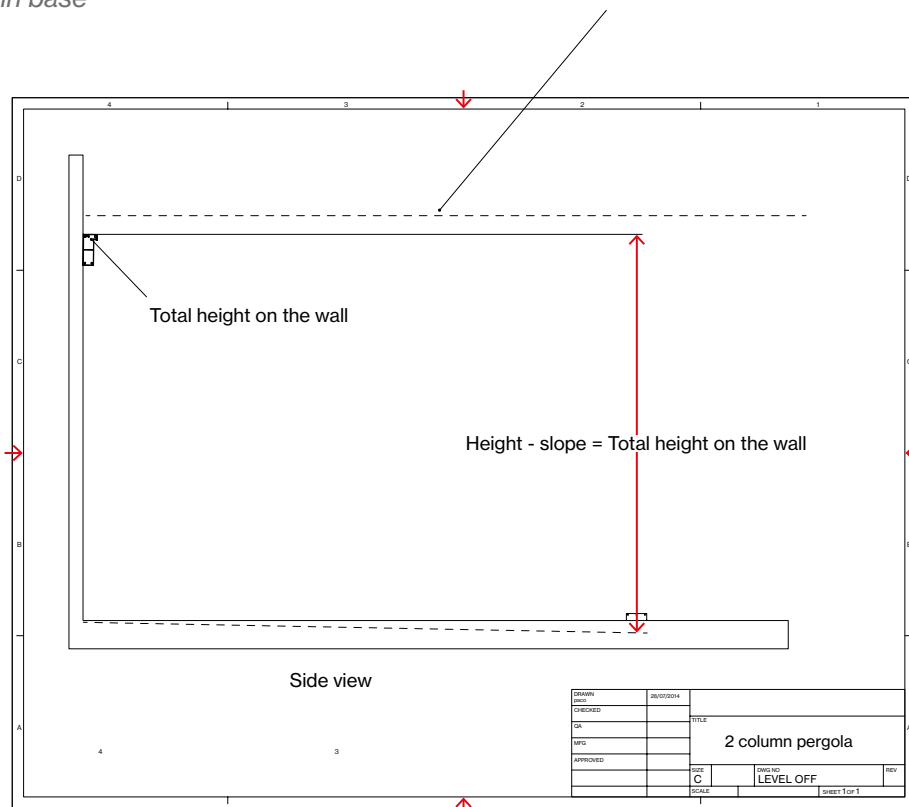 in base
4 3 2 1
D D
Total height on the wall
C C
Height - slope = Total height on the wall
B B
Side view
DRAWN
paco
28/07/2014
CHECKED
TITLE
QA
A A
2 column pergola
MFG
4 3
APPROVED
SIZE
C
DWG NO
LEVEL OFF
REV
SCALE
SHEET 1 OF 1